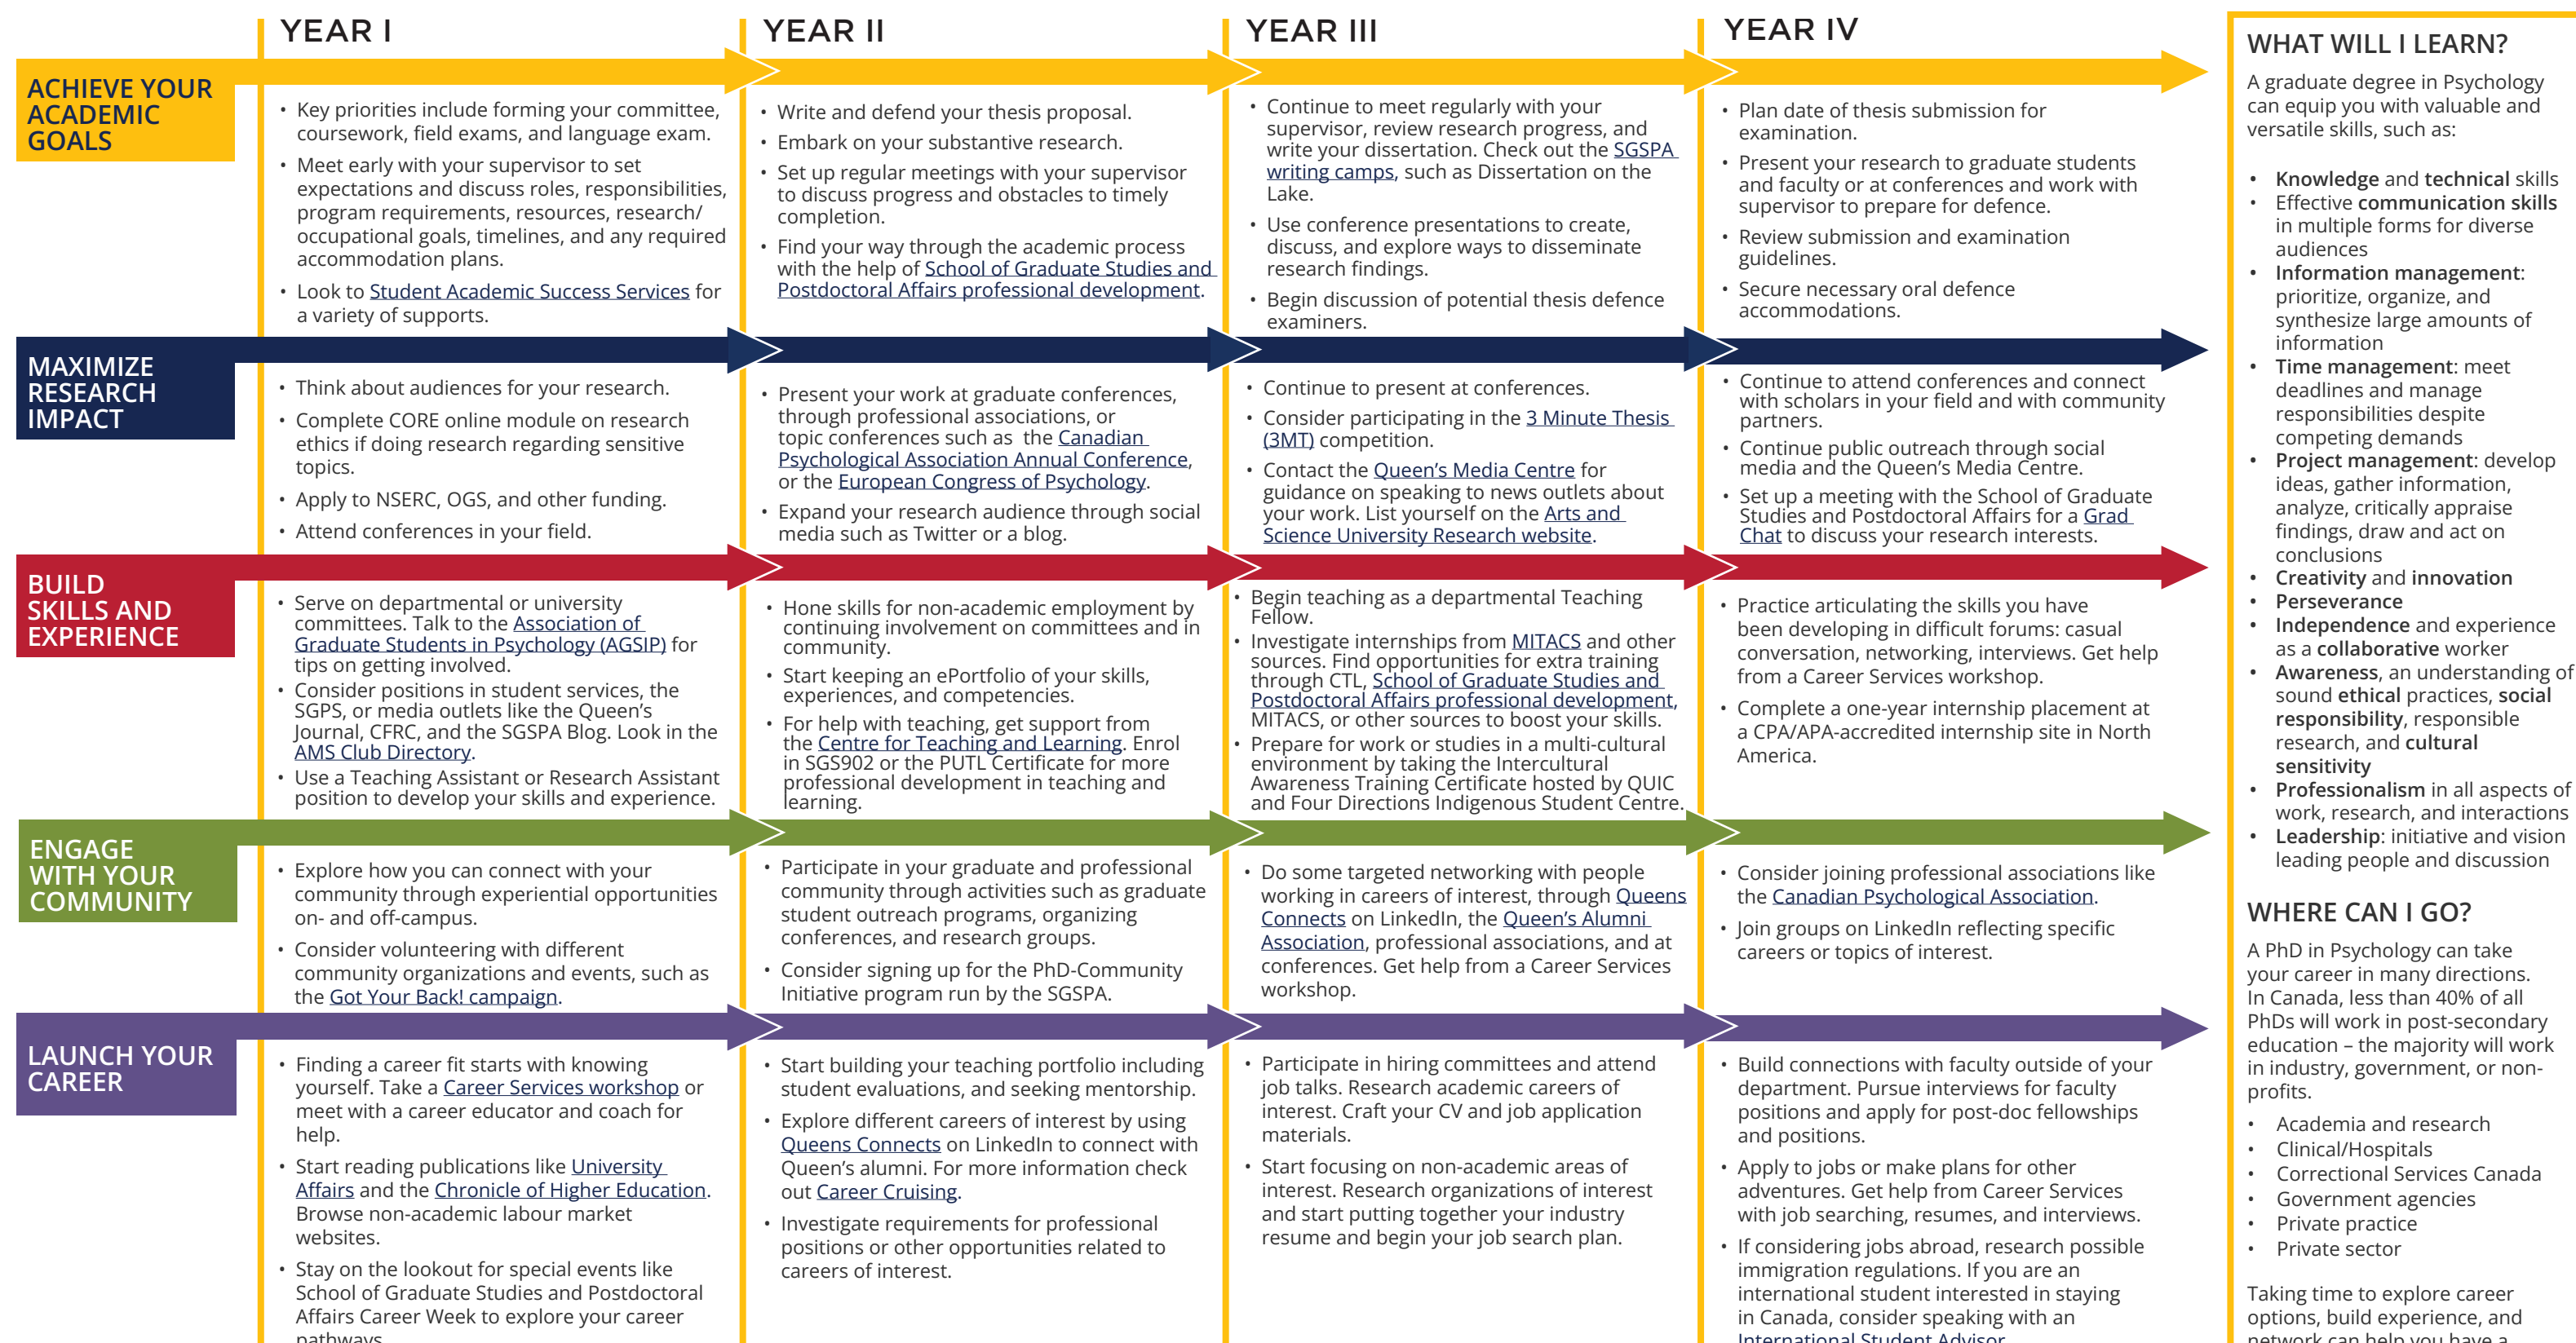 YEAR I
YEAR II
YEAR III
YEAR IV
ACHIEVE YOUR
ACADEMIC
GOALS
• Key priorities include forming your committee,
coursework, field exams, and language exam.
• Meet early with your supervisor to set
expectations and discuss roles, responsibilities,
program requirements, resources, research/
occupational goals, timelines, and any required
accommodation plans.
• Look to Student Academic Success Services for
a variety of supports.
• Write and defend your thesis proposal.
• Embark on your substantive research.
• Set up regular meetings with your supervisor
to discuss progress and obstacles to timely
completion.
• Find your way through the academic process
with the help of School of Graduate Studies and
Postdoctoral Affairs professional development.
• Continue to meet regularly with your
supervisor, review research progress, and
write your dissertation. Check out the SGSPA
writing camps, such as Dissertation on the
Lake.
• Use conference presentations to create,
discuss, and explore ways to disseminate
research findings.
• Begin discussion of potential thesis defence
examiners.
• Plan date of thesis submission for
examination.
• Present your research to graduate students
and faculty or at conferences and work with
supervisor to prepare for defence.
• Review submission and examination
guidelines.
• Secure necessary oral defence
accommodations.
MAXIMIZE
RESEARCH
IMPACT
• Think about audiences for your research.
• Complete CORE online module on research
ethics if doing research regarding sensitive
topics.
• Apply to NSERC, OGS, and other funding.
• Attend conferences in your field.
• Present your work at graduate conferences,
through professional associations, or
topic conferences such as the Canadian
Psychological Association Annual Conference,
or the European Congress of Psychology.
• Expand your research audience through social
media such as Twitter or a blog.
• Continue to present at conferences.
• Consider participating in the 3 Minute Thesis
(3MT) competition.
• Contact the Queen's Media Centre for
guidance on speaking to news outlets about
your work. List yourself on the Arts and
Science University Research website.
• Continue to attend conferences and connect
with scholars in your field and with community
partners.
• Continue public outreach through social
media and the Queen's Media Centre.
• Set up a meeting with the School of Graduate
Studies and Postdoctoral Affairs for a Grad
Chat to discuss your research interests.
BUILD
SKILLS AND
EXPERIENCE
• Serve on departmental or university
committees. Talk to the Association of
Graduate Students in Psychology (AGSIP) for
tips on getting involved.
• Consider positions in student services, the
SGPS, or media outlets like the Queen's
Journal, CFRC, and the SGSPA Blog. Look in the
AMS Club Directory.
• Use a Teaching Assistant or Research Assistant
position to develop your skills and experience.
• Hone skills for non-academic employment by
continuing involvement on committees and in
community.
• Start keeping an ePortfolio of your skills,
experiences, and competencies.
• For help with teaching, get support from
the Centre for Teaching and Learning. Enrol
in SGS902 or the PUTL Certificate for more
professional development in teaching and
learning.
• Begin teaching as a departmental Teaching
Fellow.
• Investigate internships from MITACS and other
sources. Find opportunities for extra training
through CTL, School of Graduate Studies and
Postdoctoral Affairs professional development,
MITACS, or other sources to boost your skills.
• Prepare for work or studies in a multi-cultural
environment by taking the Intercultural
Awareness Training Certificate hosted by QUIC
and Four Directions Indigenous Student Centre.
• Practice articulating the skills you have
been developing in difficult forums: casual
conversation, networking, interviews. Get help
from a Career Services workshop.
• Complete a one-year internship placement at
a CPA/APA-accredited internship site in North
America.
ENGAGE
WITH YOUR
COMMUNITY
• Explore how you can connect with your
community through experiential opportunities
on- and off-campus.
• Consider volunteering with different
community organizations and events, such as
the Got Your Back! campaign.
• Participate in your graduate and professional
community through activities such as graduate
student outreach programs, organizing
conferences, and research groups.
• Consider signing up for the PhD-Community
Initiative program run by the SGSPA.
• Do some targeted networking with people
working in careers of interest, through Queens
Connects on LinkedIn, the Queen's Alumni
Association, professional associations, and at
conferences. Get help from a Career Services
workshop.
• Consider joining professional associations like
the Canadian Psychological Association.
• Join groups on LinkedIn reflecting specific
careers or topics of interest.
LAUNCH YOUR
CAREER
• Finding a career fit starts with knowing
yourself. Take a Career Services workshop or
meet with a career educator and coach for
help.
• Start reading publications like University
Affairs and the Chronicle of Higher Education.
Browse non-academic labour market
websites.
• Stay on the lookout for special events like
School of Graduate Studies and Postdoctoral
Affairs Career Week to explore your career
pathways
• Start building your teaching portfolio including
student evaluations, and seeking mentorship.
• Explore different careers of interest by using
Queens Connects on LinkedIn to connect with
Queen's alumni. For more information check
out Career Cruising.
• Investigate requirements for professional
positions or other opportunities related to
careers of interest.
• Participate in hiring committees and attend
job talks. Research academic careers of
interest. Craft your CV and job application
materials.
• Start focusing on non-academic areas of
interest. Research organizations of interest
and start putting together your industry
resume and begin your job search plan.
• Build connections with faculty outside of your
department. Pursue interviews for faculty
positions and apply for post-doc fellowships
and positions.
• Apply to jobs or make plans for other
adventures. Get help from Career Services
with job searching, resumes, and interviews.
• If considering jobs abroad, research possible
immigration regulations. If you are an
international student interested in staying
in Canada, consider speaking with an
International Student Advisor
WHAT WILL I LEARN?
A graduate degree in Psychology
can equip you with valuable and
versatile skills, such as:
• Knowledge and technical skills
• Effective communication skills
in multiple forms for diverse
audiences
• Information management:
prioritize, organize, and
synthesize large amounts of
information
• Time management: meet
deadlines and manage
responsibilities despite
competing demands
• Project management: develop
ideas, gather information,
analyze, critically appraise
findings, draw and act on
conclusions
• Creativity and innovation
• Perseverance
• Independence and experience
as a collaborative worker
• Awareness, an understanding of
sound ethical practices, social
responsibility, responsible
research, and cultural
sensitivity
• Professionalism in all aspects of
work, research, and interactions
• Leadership: initiative and vision
leading people and discussion
WHERE CAN I GO?
A PhD in Psychology can take
your career in many directions.
In Canada, less than 40% of all
PhDs will work in post-secondary
education – the majority will work
in industry, government, or non-
profits.
• Academia and research
• Clinical/Hospitals
• Correctional Services Canada
• Government agencies
• Private practice
• Private sector
Taking time to explore career
options, build experience, and
network can help you have a